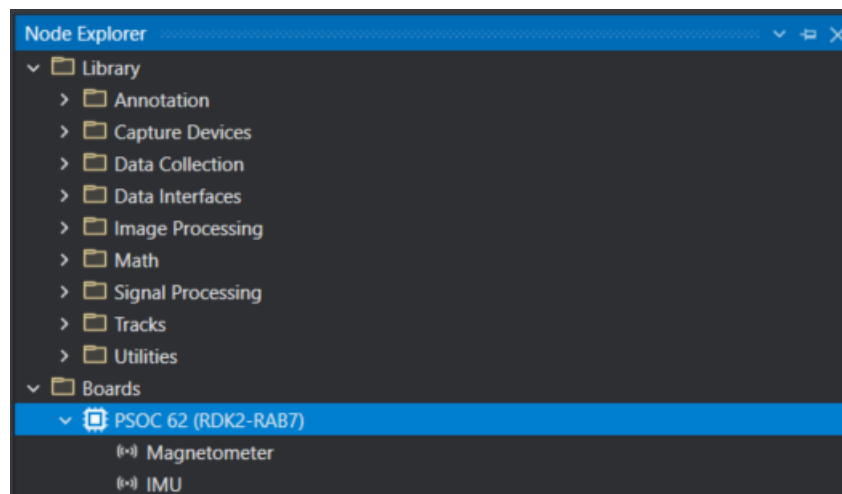 Node Explorer
Library
Annotation
Capture Devices
Data Collection
Data Interfaces
Image Processing
Math
Signal Processing
Tracks
Utilities
Boards
PSOC 62 (RDK2-RAB7)
Magnetometer
IMU